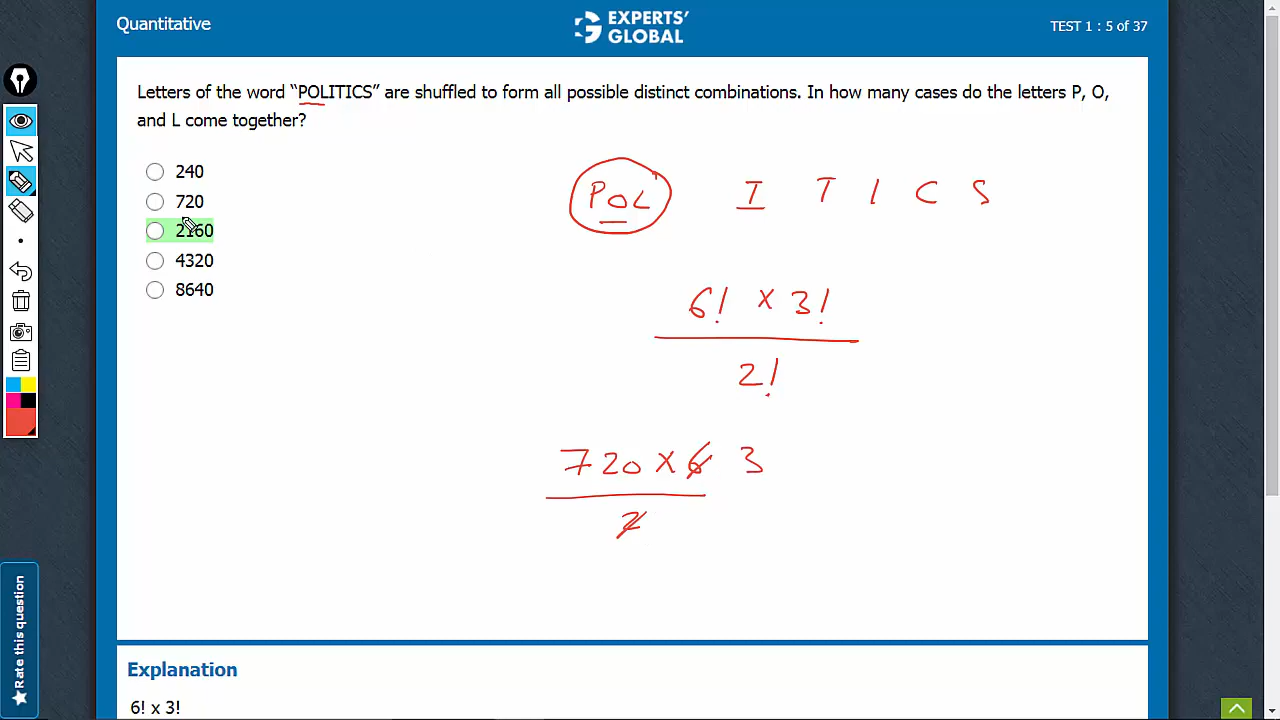 Quantitative
EXPERTS'
GLOBAL
TEST 1 : 5 of 37
Letters of the word “POLITICS” are shuffled to form all possible distinct combinations. In how many cases do the letters P, O,
and L come together?
240
720
2160
4320
8640
POL I T I C S
6! x 3!
2!
720 x 6 3
2
Rate this question
Explanation
6! x 3!